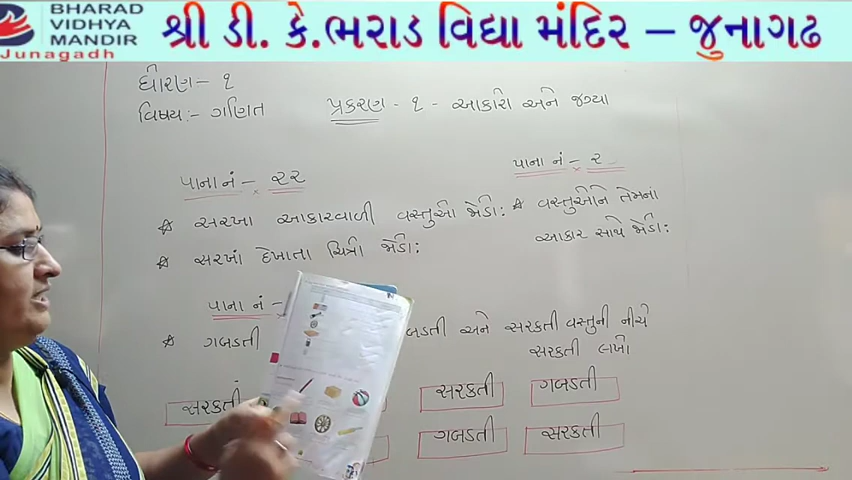 BHARAD
VIDHYA
MANDIR
Junagadh
શ્રી ડી. કે.ભરાડ વિદ્યા મંદિર – જુનાગઢ
ધોરણ – ૧
વિષય:- ગણિત
પ્રકરણ - ૧ - આકારો અને જગ્યા
પાના નં – ૨૨
* સરખા આકારવાળી વસ્તુઓ જોડો:
* સરખાં દેખાતા ચિત્રો જોડો:
પાના નં – ૨
* વસ્તુઓને તેમના
આકાર સાથે જોડો:
પાના નં -
* ગબડતી
અને સરકતી વસ્તુની નીચે
સરકતી લખો
સરકતી
સરકતી
ગબડતી
ગબડતી
સરકતી